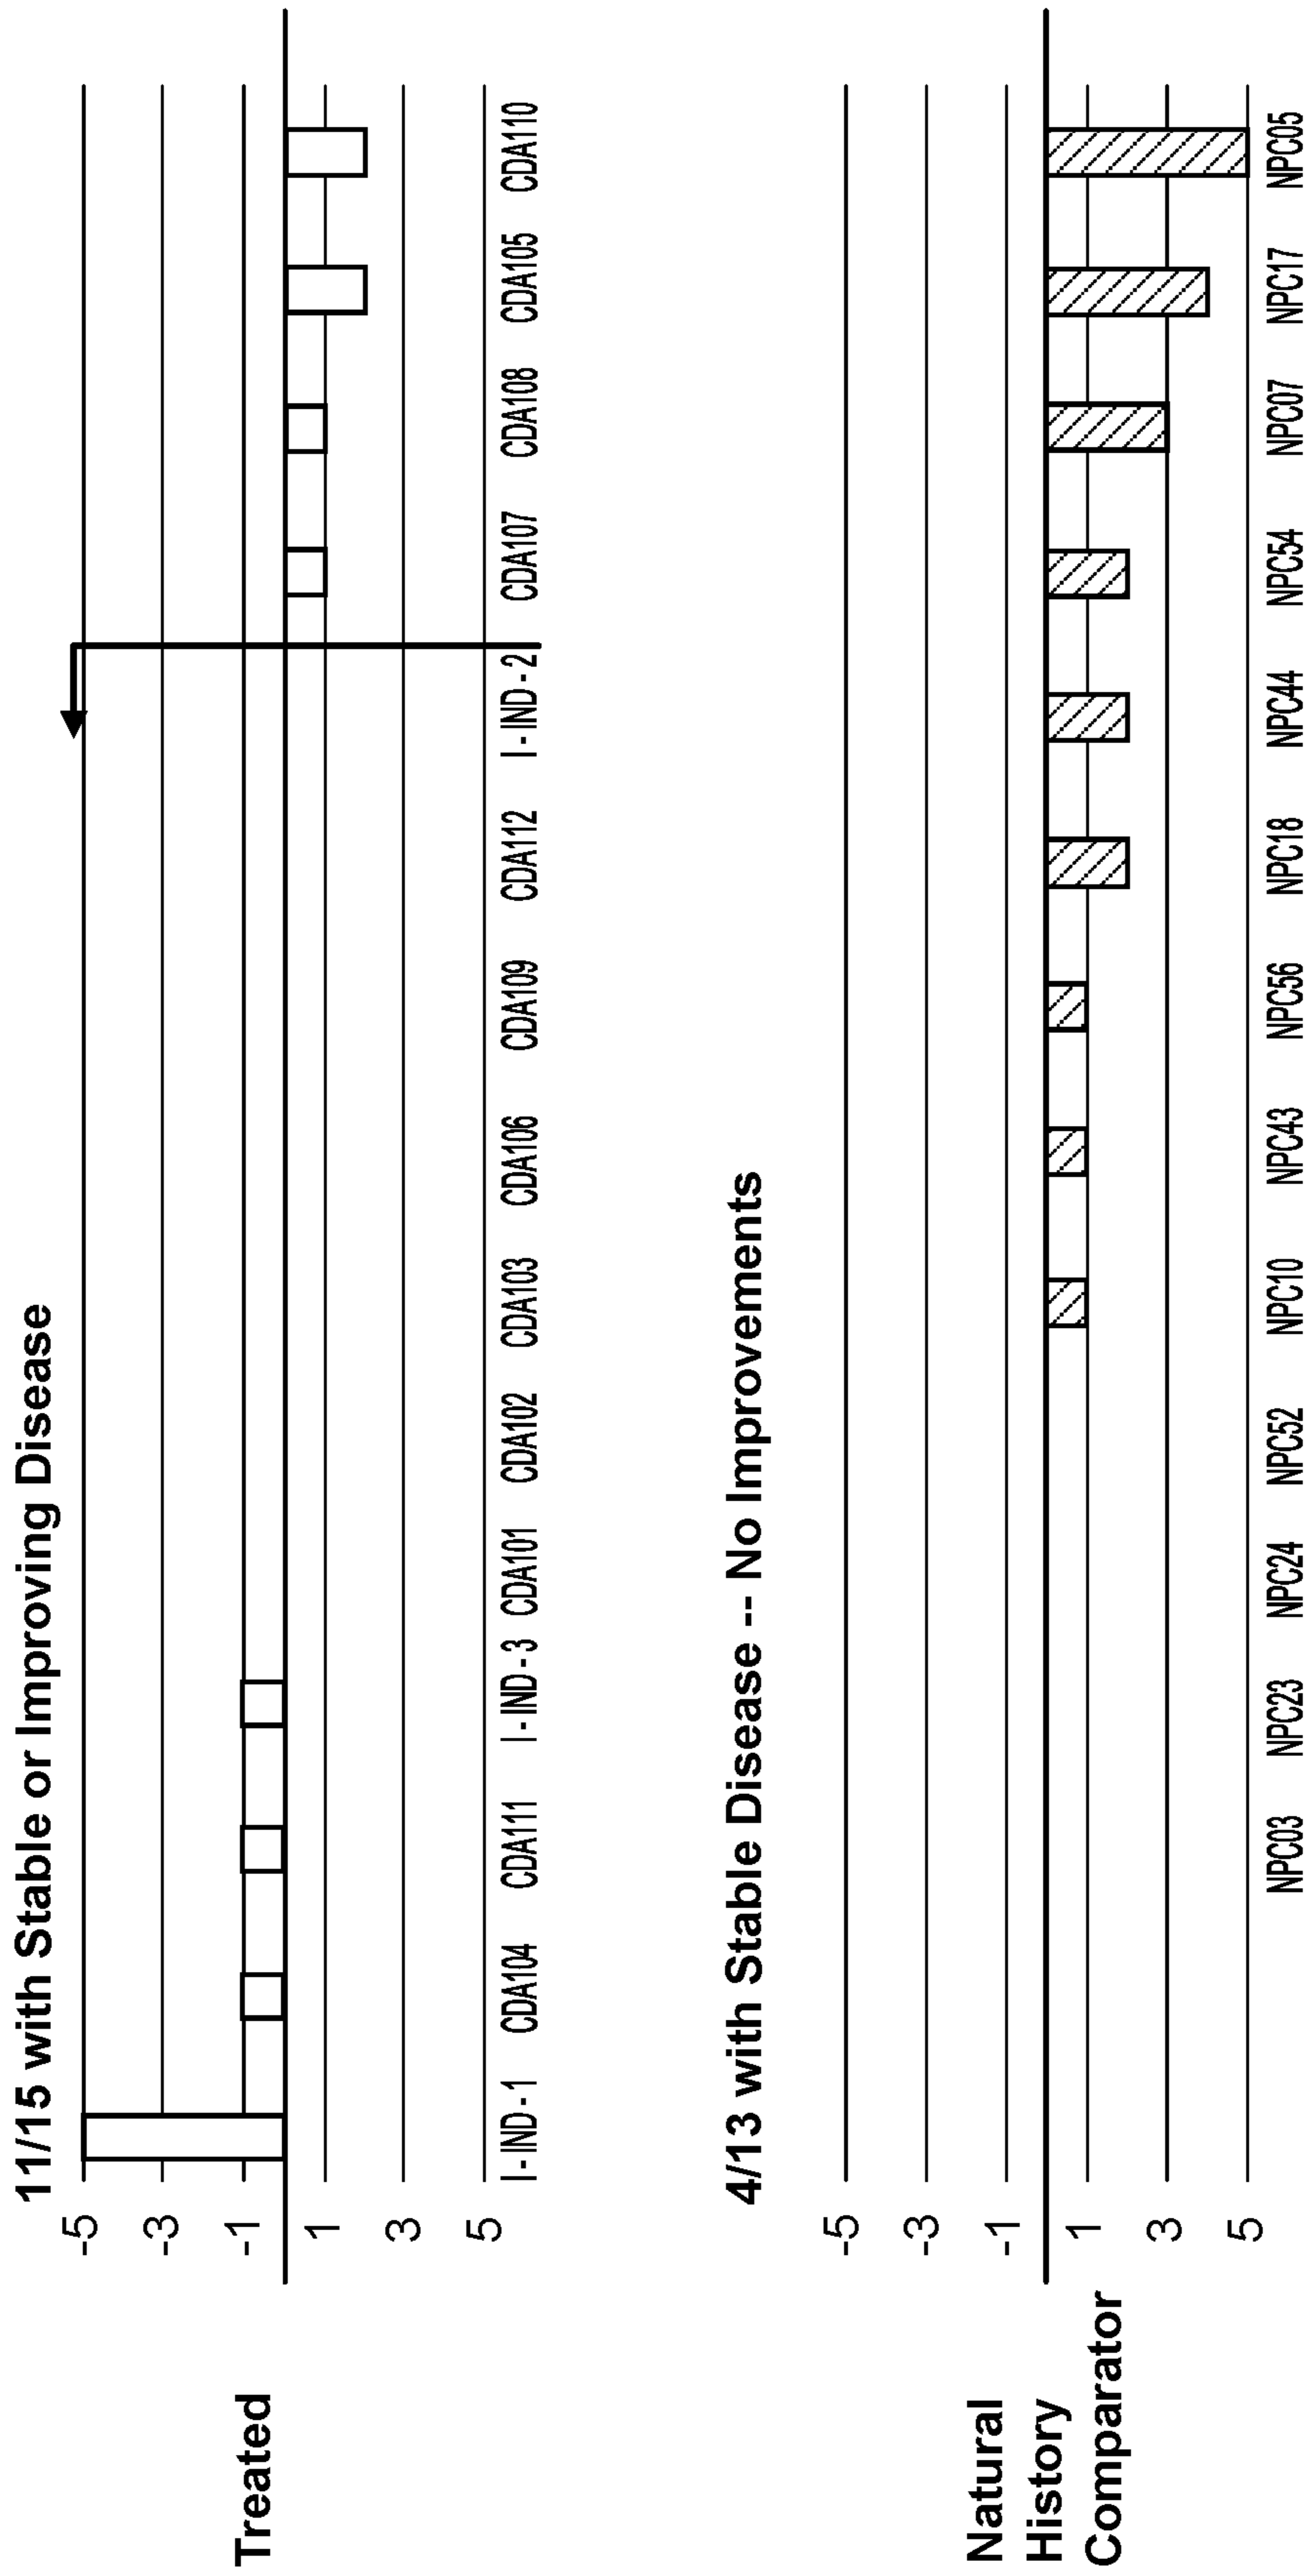 11/15 with Stable or Improving Disease
Treated
-5
-3
-1
1
3
5
I-IND-1 CDA104 CDA111 I-IND-3 CDA101 CDA102 CDA103 CDA106 CDA109 CDA112 I-IND-2 CDA107 CDA108 CDA105 CDA110
4/13 with Stable Disease -- No Improvements
Natural
History
Comparator
-5
-3
-1
1
3
5
NPC03 NPC23 NPC24 NPC52 NPC10 NPC43 NPC56 NPC18 NPC44 NPC54 NPC07 NPC17 NPC05